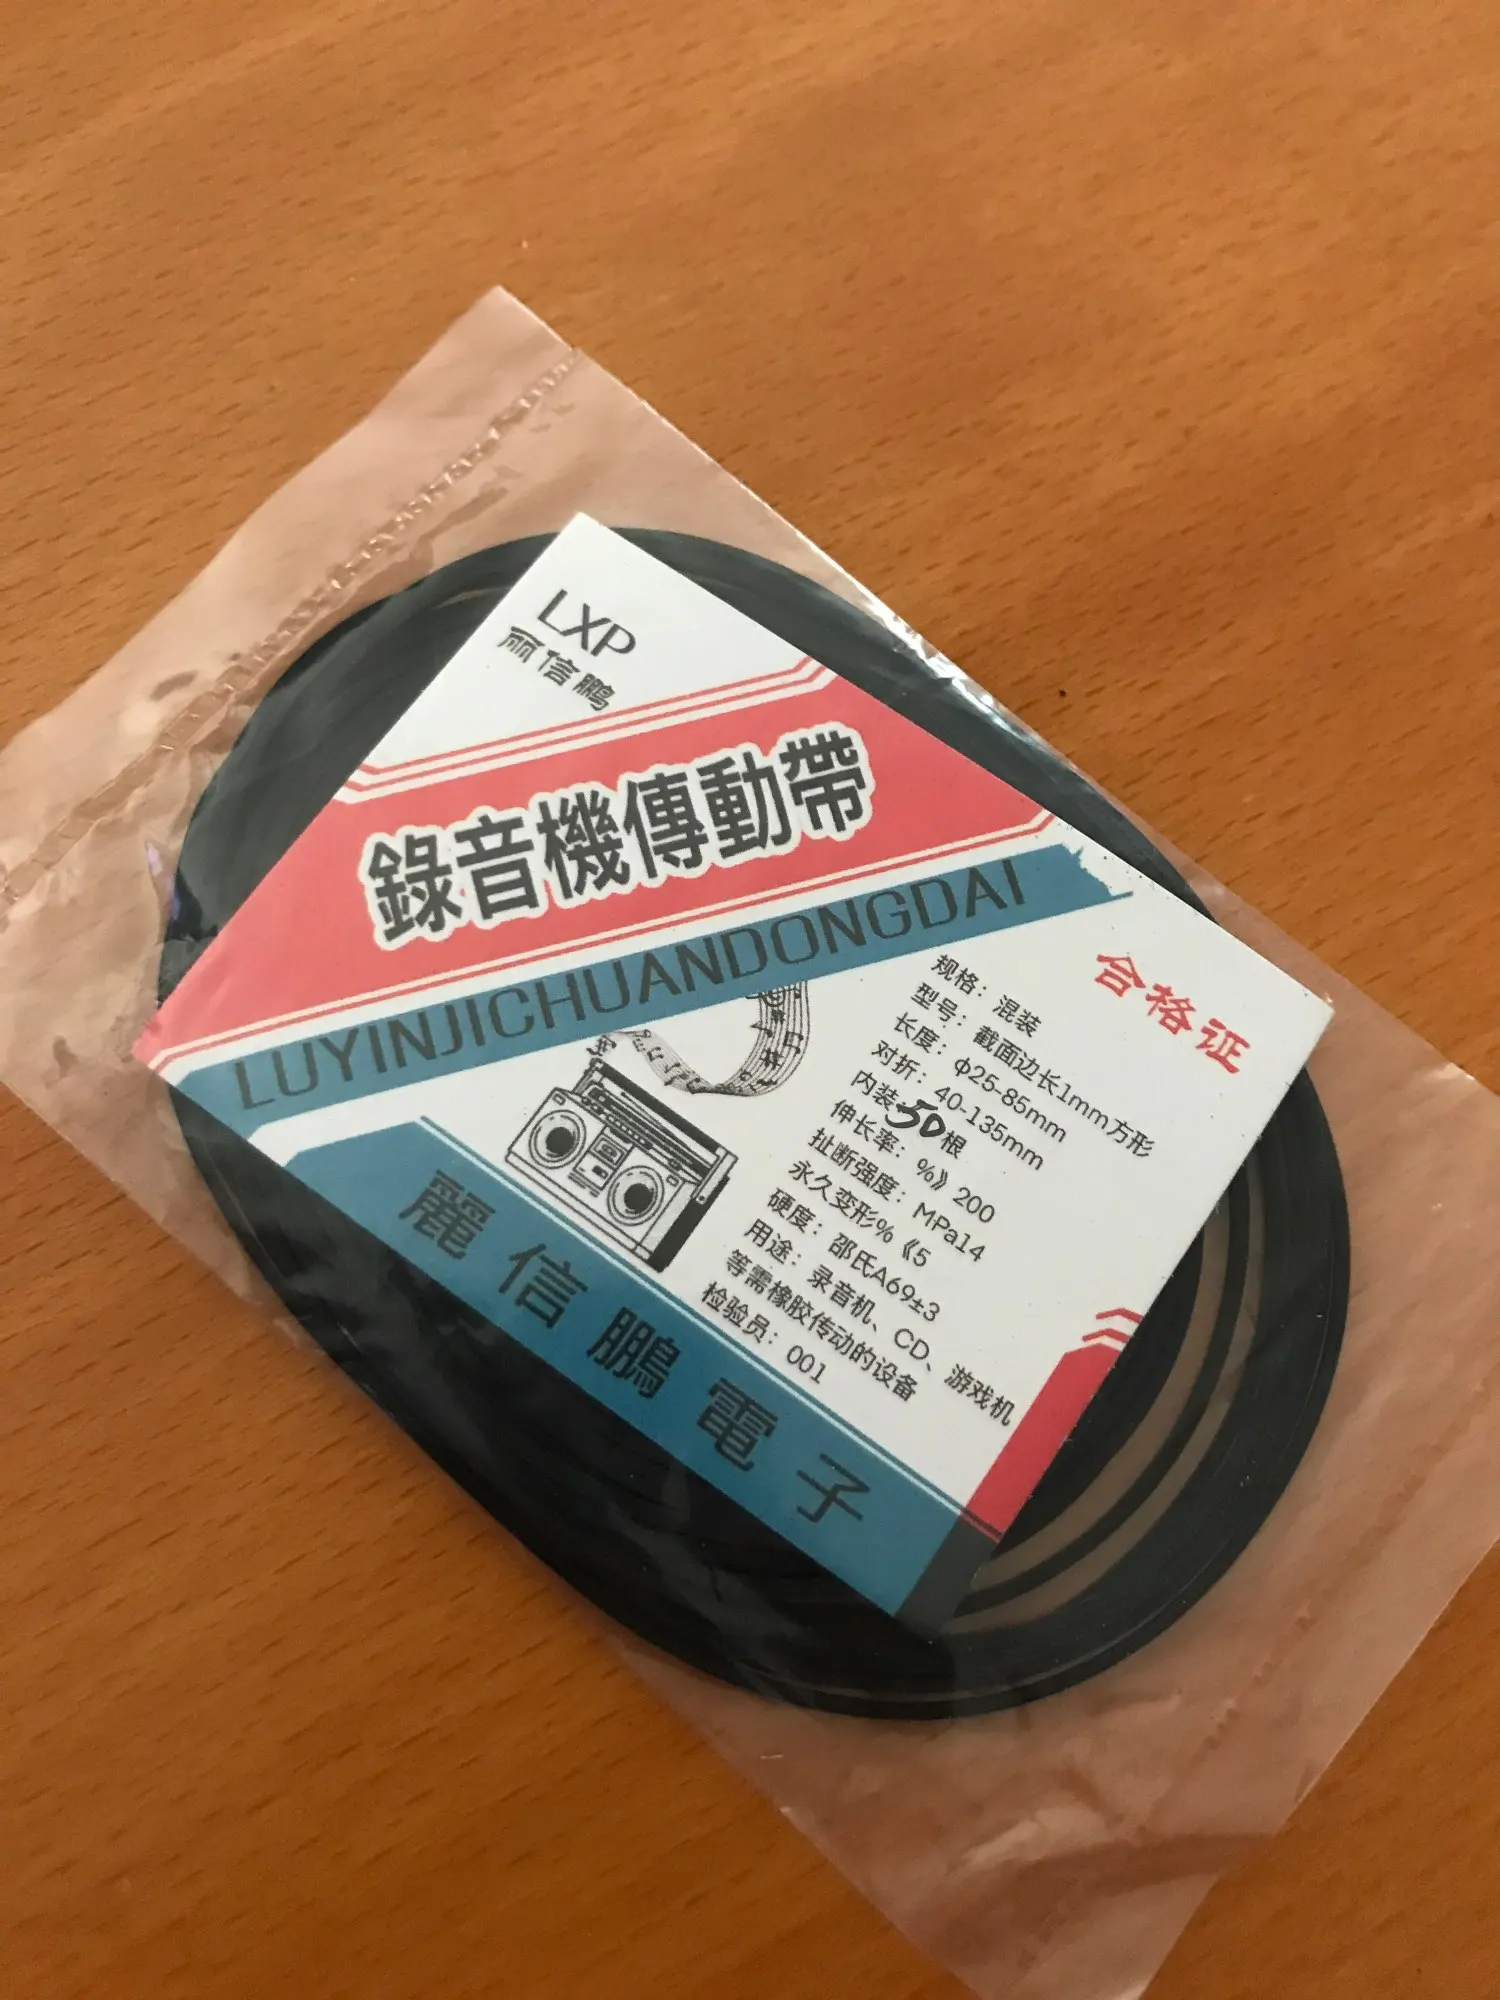 LXP
丽信鹏
錄音機傳動帶
LUYINJICHUANDONGDAI
合格证
规格：混装
型号：截面边长1mm方形
长度：φ25-85mm
对折：40-135mm
内装：50根
伸长率：%》200
扯断强度：MPa14
永久变形%《5
硬度：邵氏A69±3
用途：录音机、CD、游戏机
等需橡胶传动的设备
检验员：001
麗信鵬電子